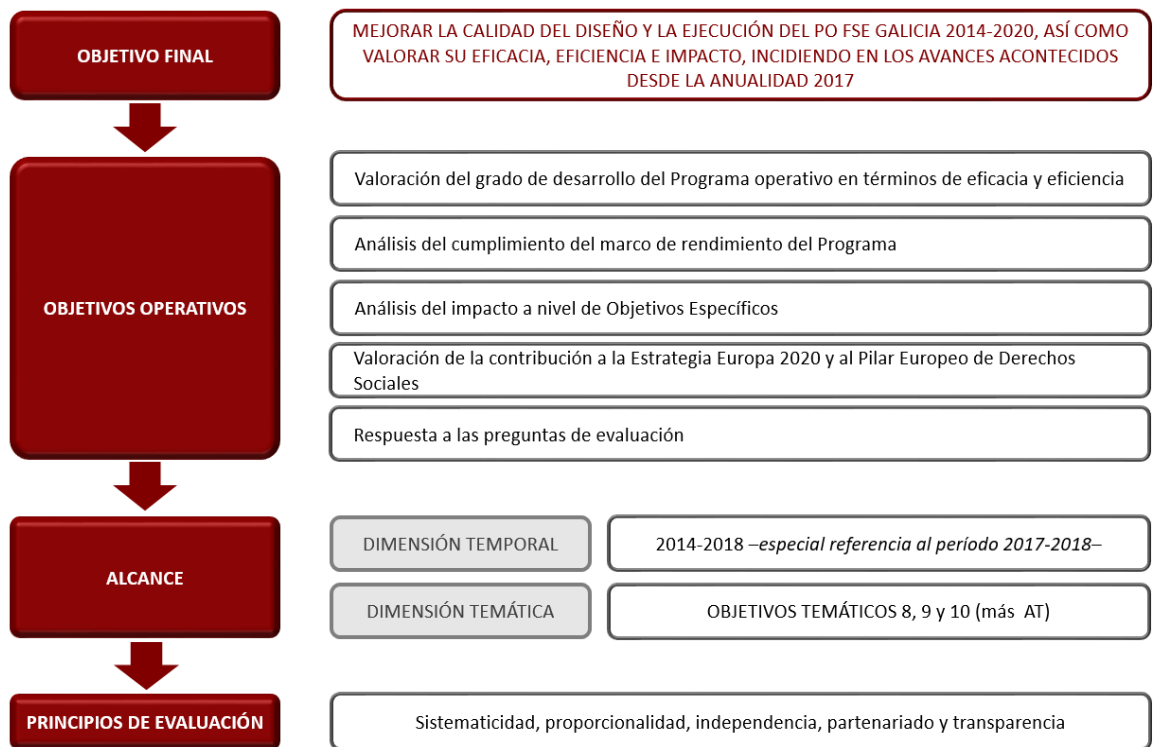 OBJETIVO FINAL
MEJORAR LA CALIDAD DEL DISEÑO Y LA EJECUCIÓN DEL PO FSE GALICIA 2014-2020, ASÍ COMO
VALORAR SU EFICACIA, EFICIENCIA E IMPACTO, INCIDIENDO EN LOS AVANCES ACONTECIDOS
DESDE LA ANUALIDAD 2017
OBJETIVOS OPERATIVOS
Valoración del grado de desarrollo del Programa operativo en términos de eficacia y eficiencia
Análisis del cumplimiento del marco de rendimiento del Programa
Análisis del impacto a nivel de Objetivos Específicos
Valoración de la contribución a la Estrategia Europa 2020 y al Pilar Europeo de Derechos
Sociales
Respuesta a las preguntas de evaluación
ALCANCE
DIMENSIÓN TEMPORAL
2014-2018 –especial referencia al período 2017-2018–
DIMENSIÓN TEMÁTICA
OBJETIVOS TEMÁTICOS 8, 9 y 10 (más AT)
PRINCIPIOS DE EVALUACIÓN
Sistematicidad, proporcionalidad, independencia, partenariado y transparencia